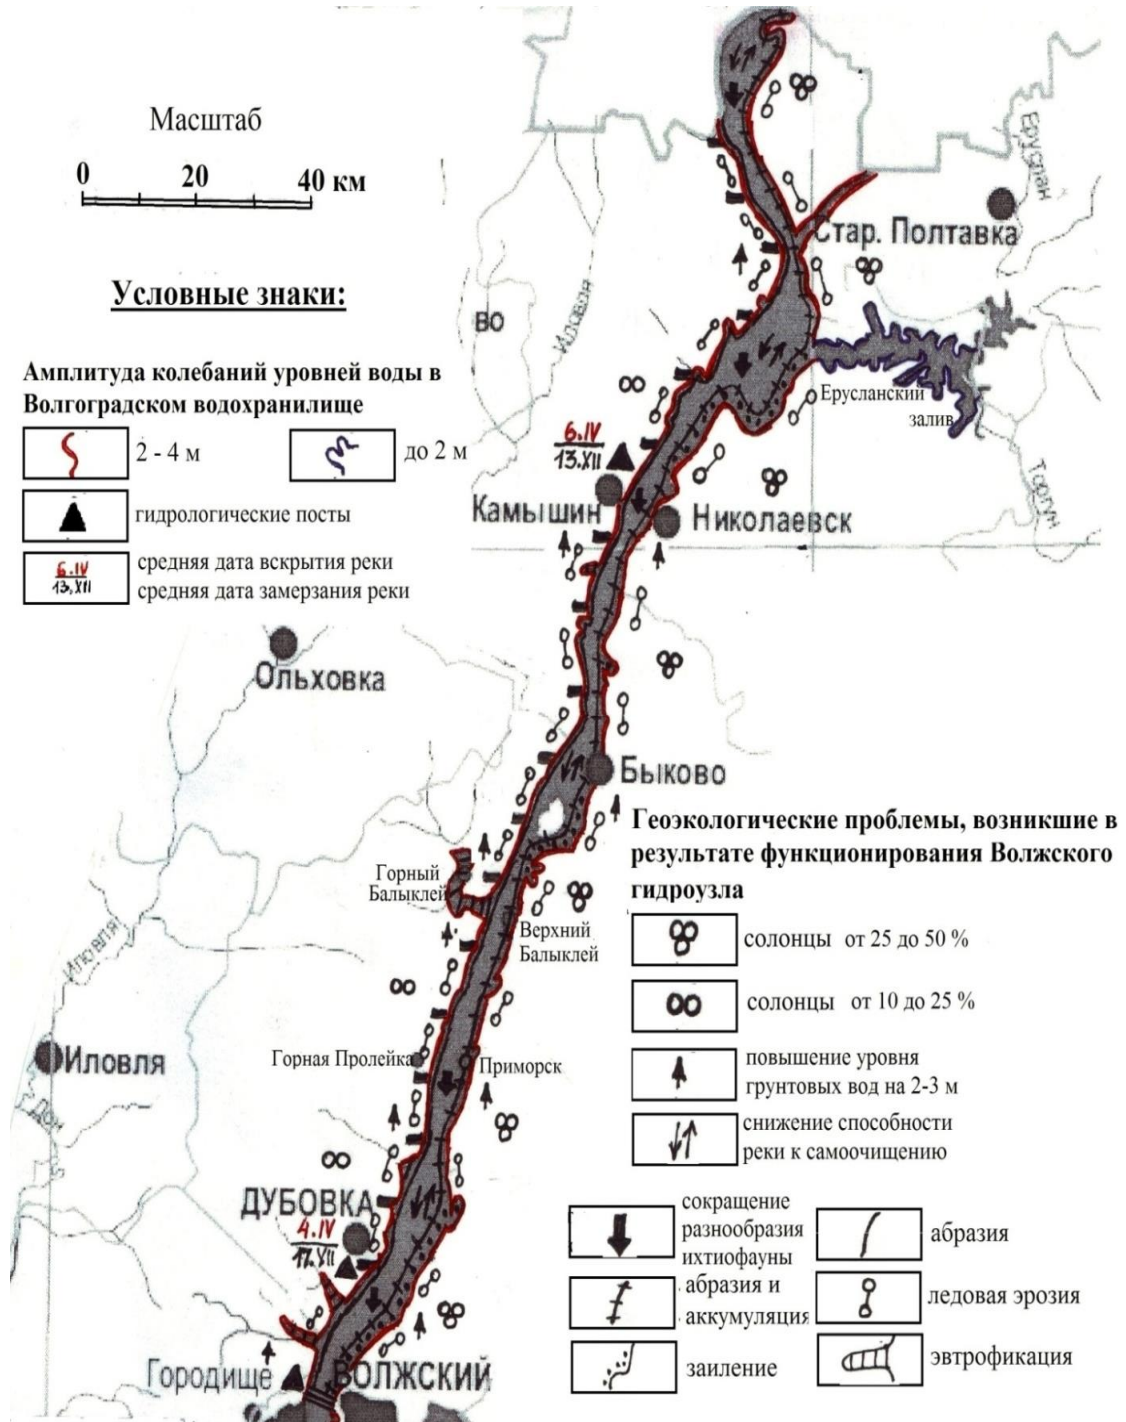 Масштаб
0 20 40 км
Условные знаки:
Амплитуда колебаний уровней воды в
Волгоградском водохранилище
2 - 4 м
до 2 м
гидрологические посты
6.IV
13.XII
средняя дата вскрытия реки
средняя дата замерзания реки
Еруслан
Стар. Полтавка
ВО
Иловля
Ерусланский
залив
Торгун
6.IV
13.XII
Камышин
Николаевск
Ольховка
Быково
Горный
Балыклей
Верхний
Балыклей
Иловля
Иловля
Дон
Горная Пролейка
Приморск
ДУБОВКА
4.IV
17.XII
Городище
ВОЛЖСКИЙ
Геоэкологические проблемы, возникшие в
результате функционирования Волжского
гидроузла
солонцы от 25 до 50 %
солонцы от 10 до 25 %
повышение уровня
грунтовых вод на 2-3 м
снижение способности
реки к самоочищению
сокращение
разнообразия
ихтиофауны
абразия
абразия и
аккумуляция
ледовая эрозия
заиление
эвтрофикация